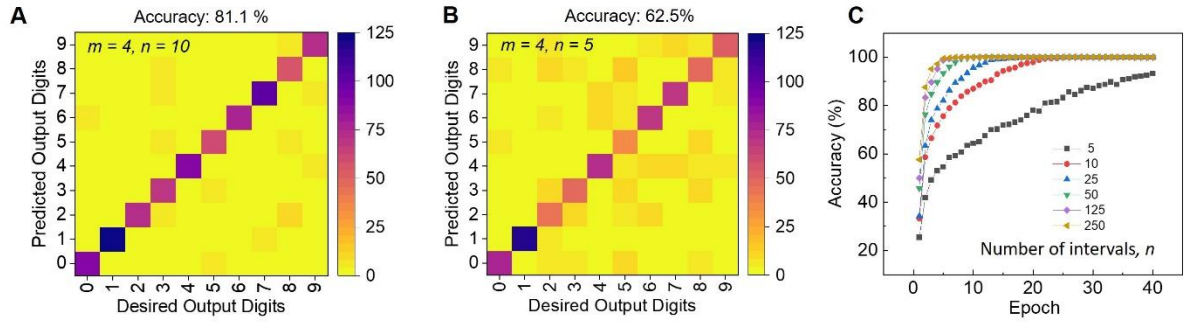 A
Accuracy: 81.1 %
m = 4, n = 10
Predicted Output Digits
9
8
7
6
5
4
3
2
1
0
0 1 2 3 4 5 6 7 8 9
Desired Output Digits
125
100
75
50
25
0
B
Accuracy: 62.5%
m = 4, n = 5
Predicted Output Digits
9
8
7
6
5
4
3
2
1
0
0 1 2 3 4 5 6 7 8 9
Desired Output Digits
125
100
75
50
25
0
C
Accuracy (%)
100
80
60
40
20
5
10
25
50
125
250
Number of intervals, n
0 10 20 30 40
Epoch